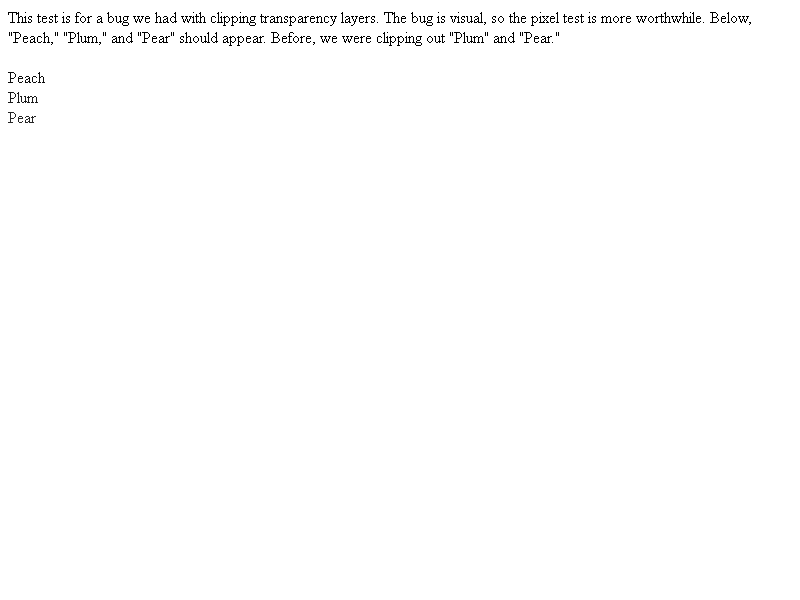 This test is for a bug we had with clipping transparency layers. The bug is visual, so the pixel test is more worthwhile. Below,
"Peach," "Plum," and "Pear" should appear. Before, we were clipping out "Plum" and "Pear."
Peach
Plum
Pear